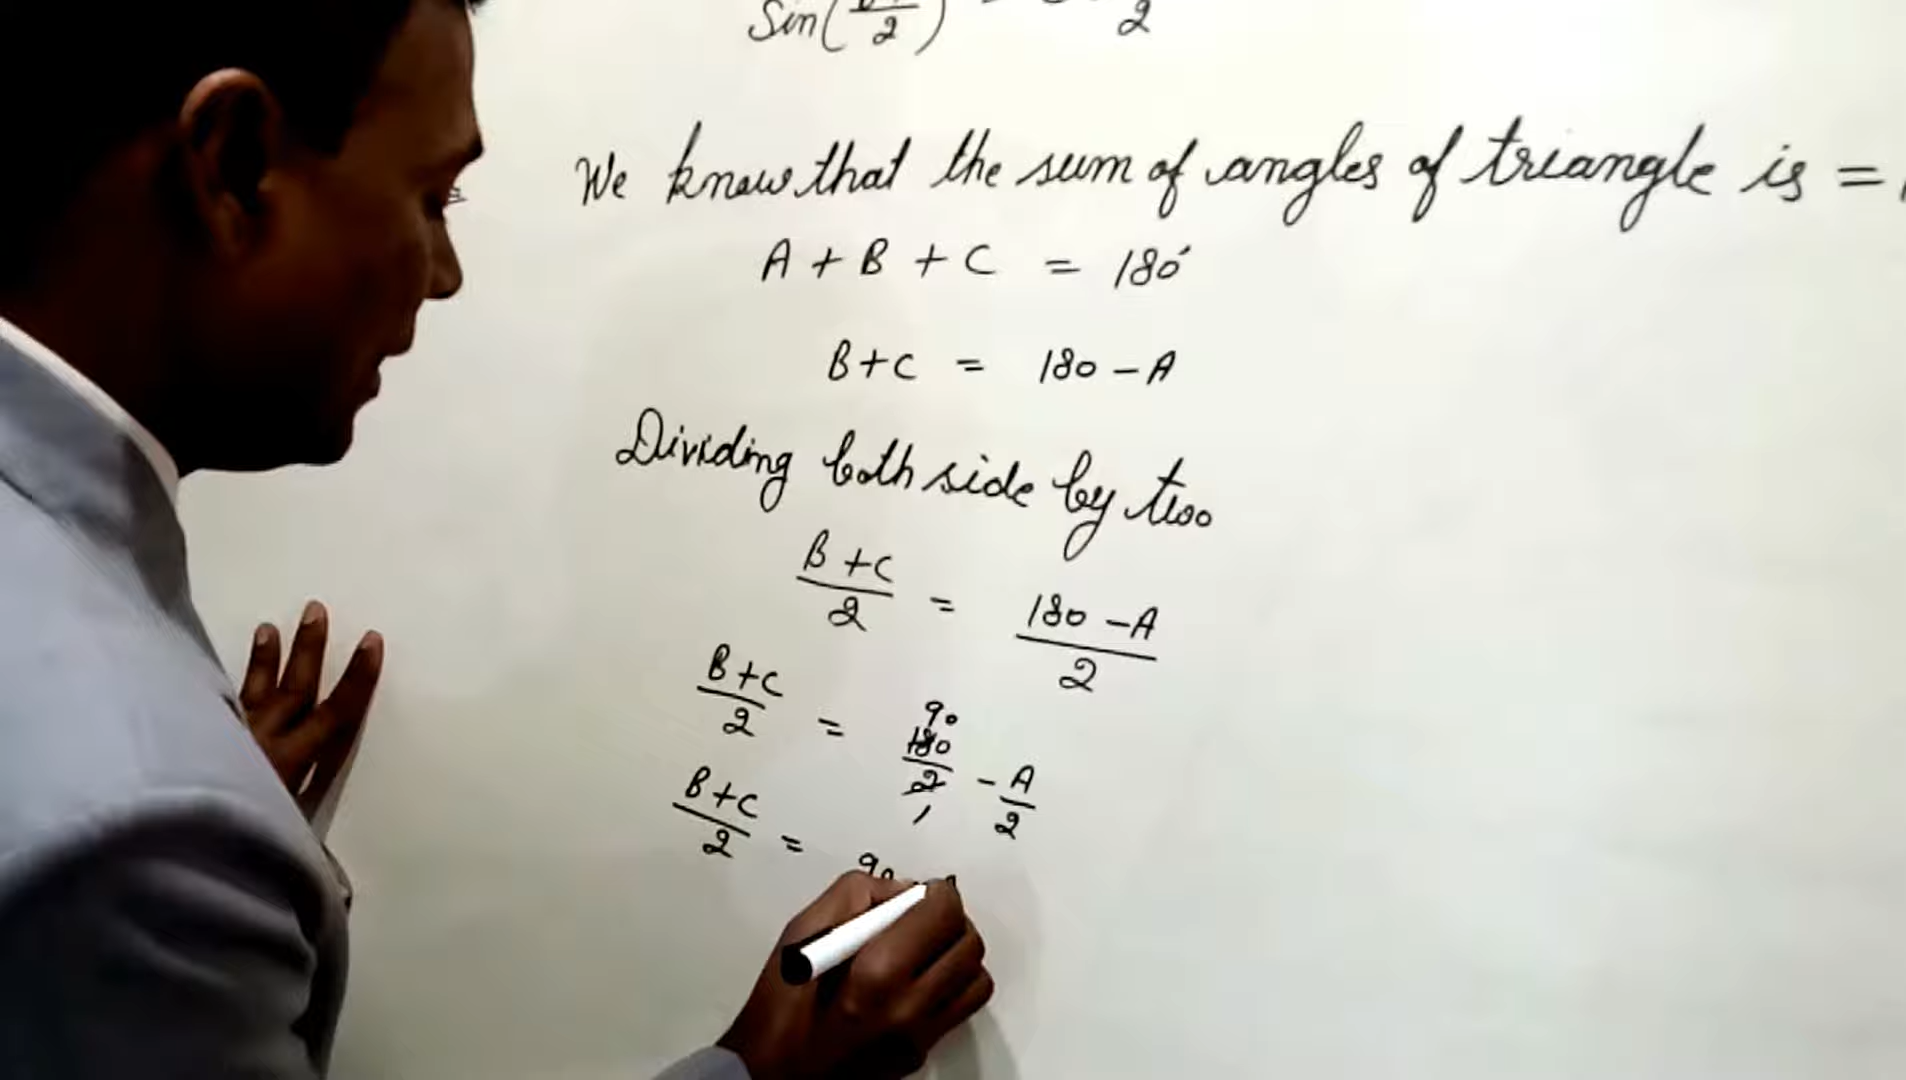 Sin( 2 ) 2
We know that the sum of angles of triangle is =
A + B + C = 180°
B+C = 180 - A
Dividing both side by two
B+C/2 = 180-A/2
B+C/2 = 90 180/2 1 - A/2
B+C/2 = 90